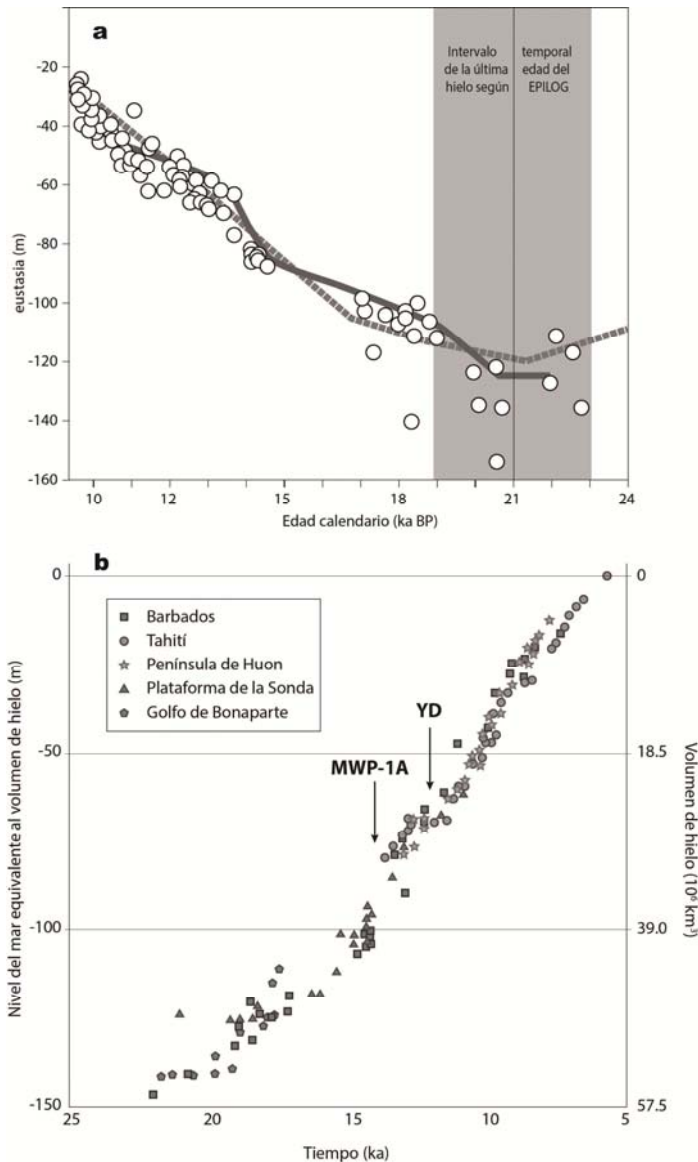 a
Intervalo temporal
de la última edad del
hielo según EPILOG
-20
-40
-60
-80
-100
-120
-140
-160
eustasia (m)
10 12 15 18 21 24
Edad calendario (ka BP)
b
0
-50
-100
-150
Nivel del mar equivalente al volumen de hielo (m)
Barbados
Tahití
Península de Huon
Plataforma de la Sonda
Golfo de Bonaparte
MWP-1A
YD
0
18.5
39.0
57.5
Volumen de hielo (10⁶ km³)
25 20 15 10 5
Tiempo (ka)